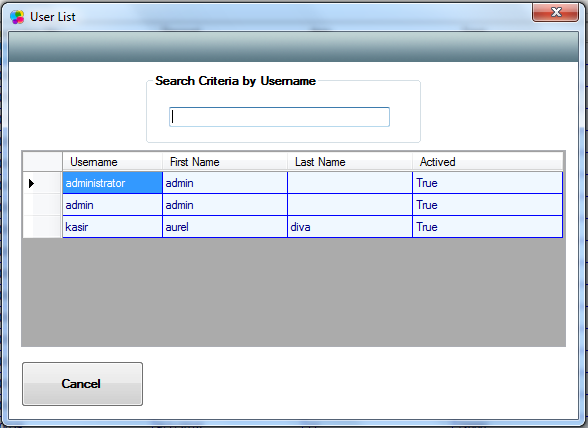 User List
Search Criteria by Username
Username First Name Last Name Actived
administrator admin True
admin admin True
kasir aurel diva True
Cancel